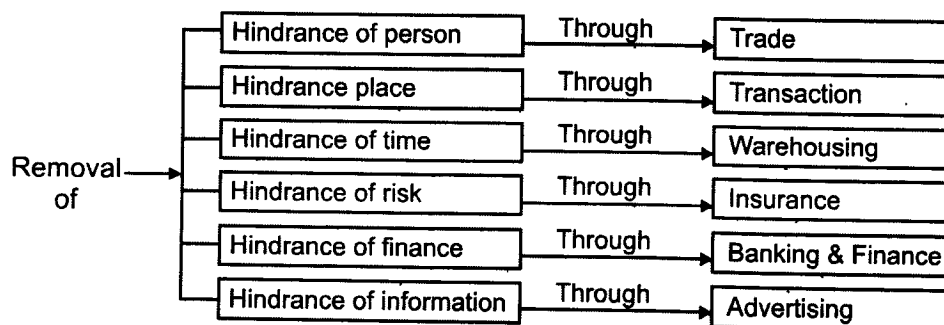 Hindrance of person Through Trade
Hindrance place Through Transaction
Hindrance of time Through Warehousing
Removal of
Hindrance of risk Through Insurance
Hindrance of finance Through Banking & Finance
Hindrance of information Through Advertising